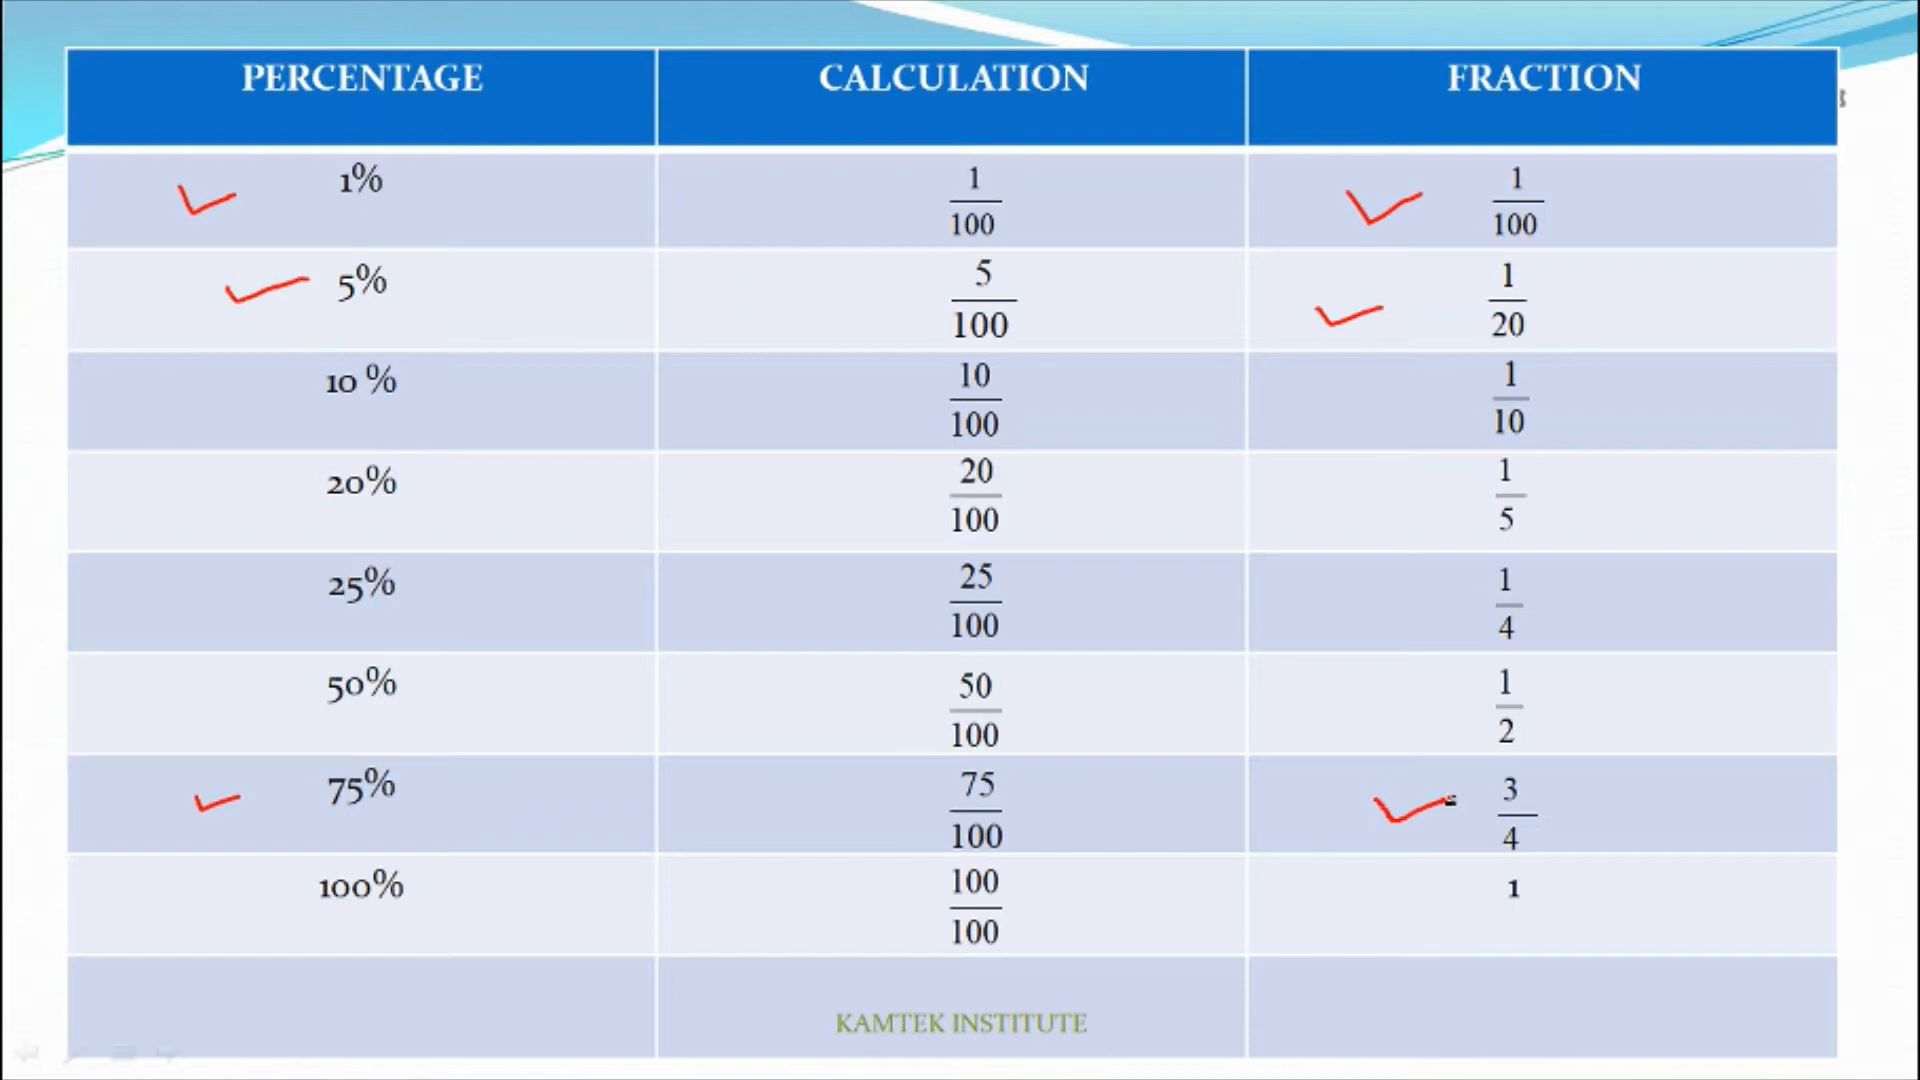 PERCENTAGE CALCULATION FRACTION
1% 1/100 1/100
5% 5/100 1/20
10 % 10/100 1/10
20% 20/100 1/5
25% 25/100 1/4
50% 50/100 1/2
75% 75/100 3/4
100% 100/100 1
KAMTEK INSTITUTE